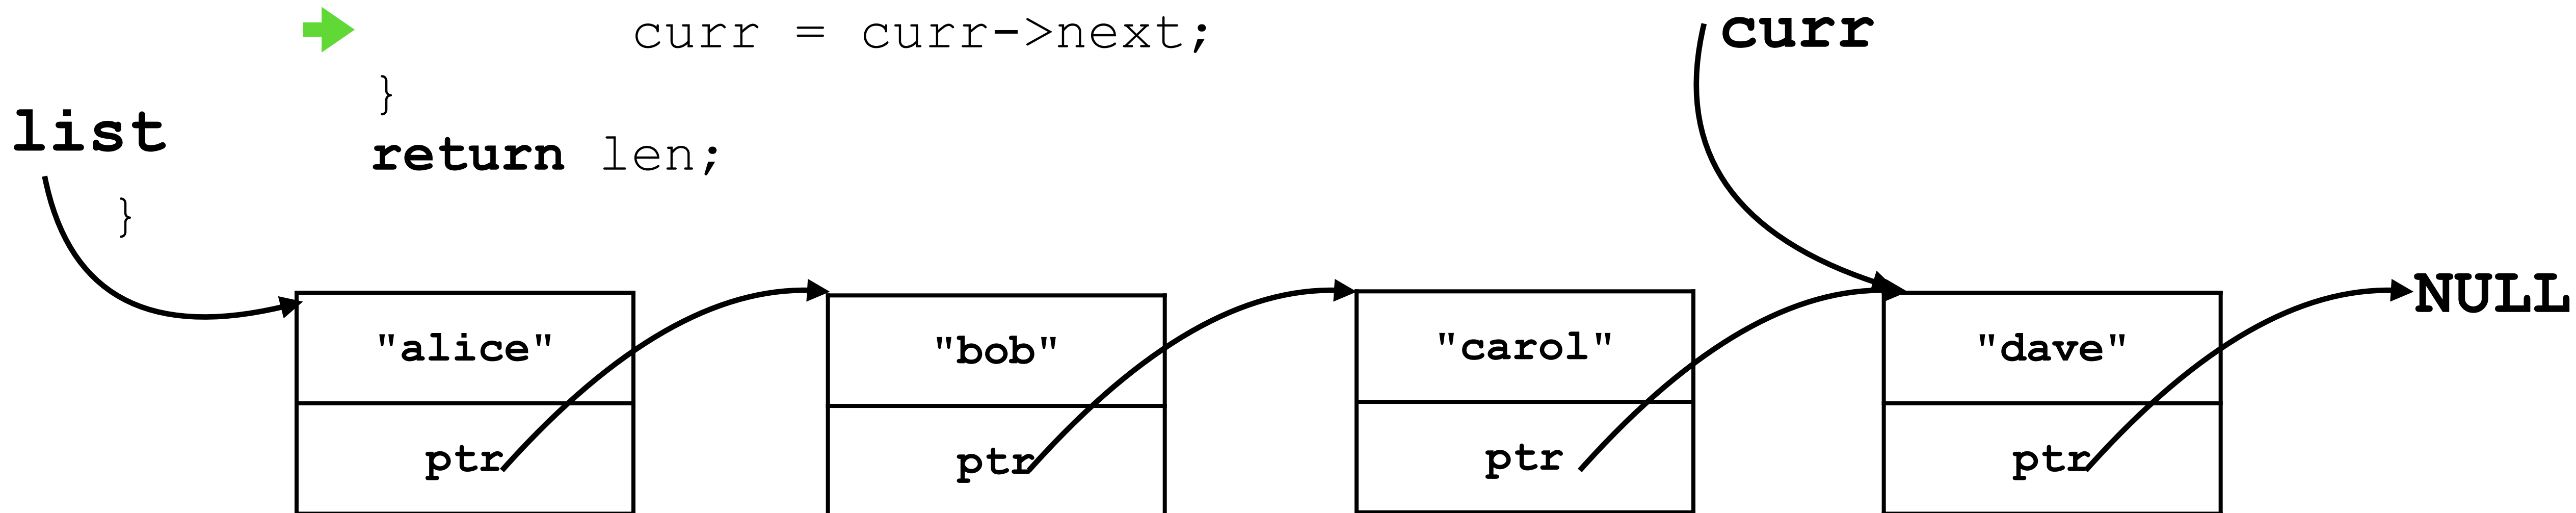 curr = curr->next;
curr
}
list
return len;
}
NULL
"alice" "bob" "carol" "dave"
ptr ptr ptr ptr